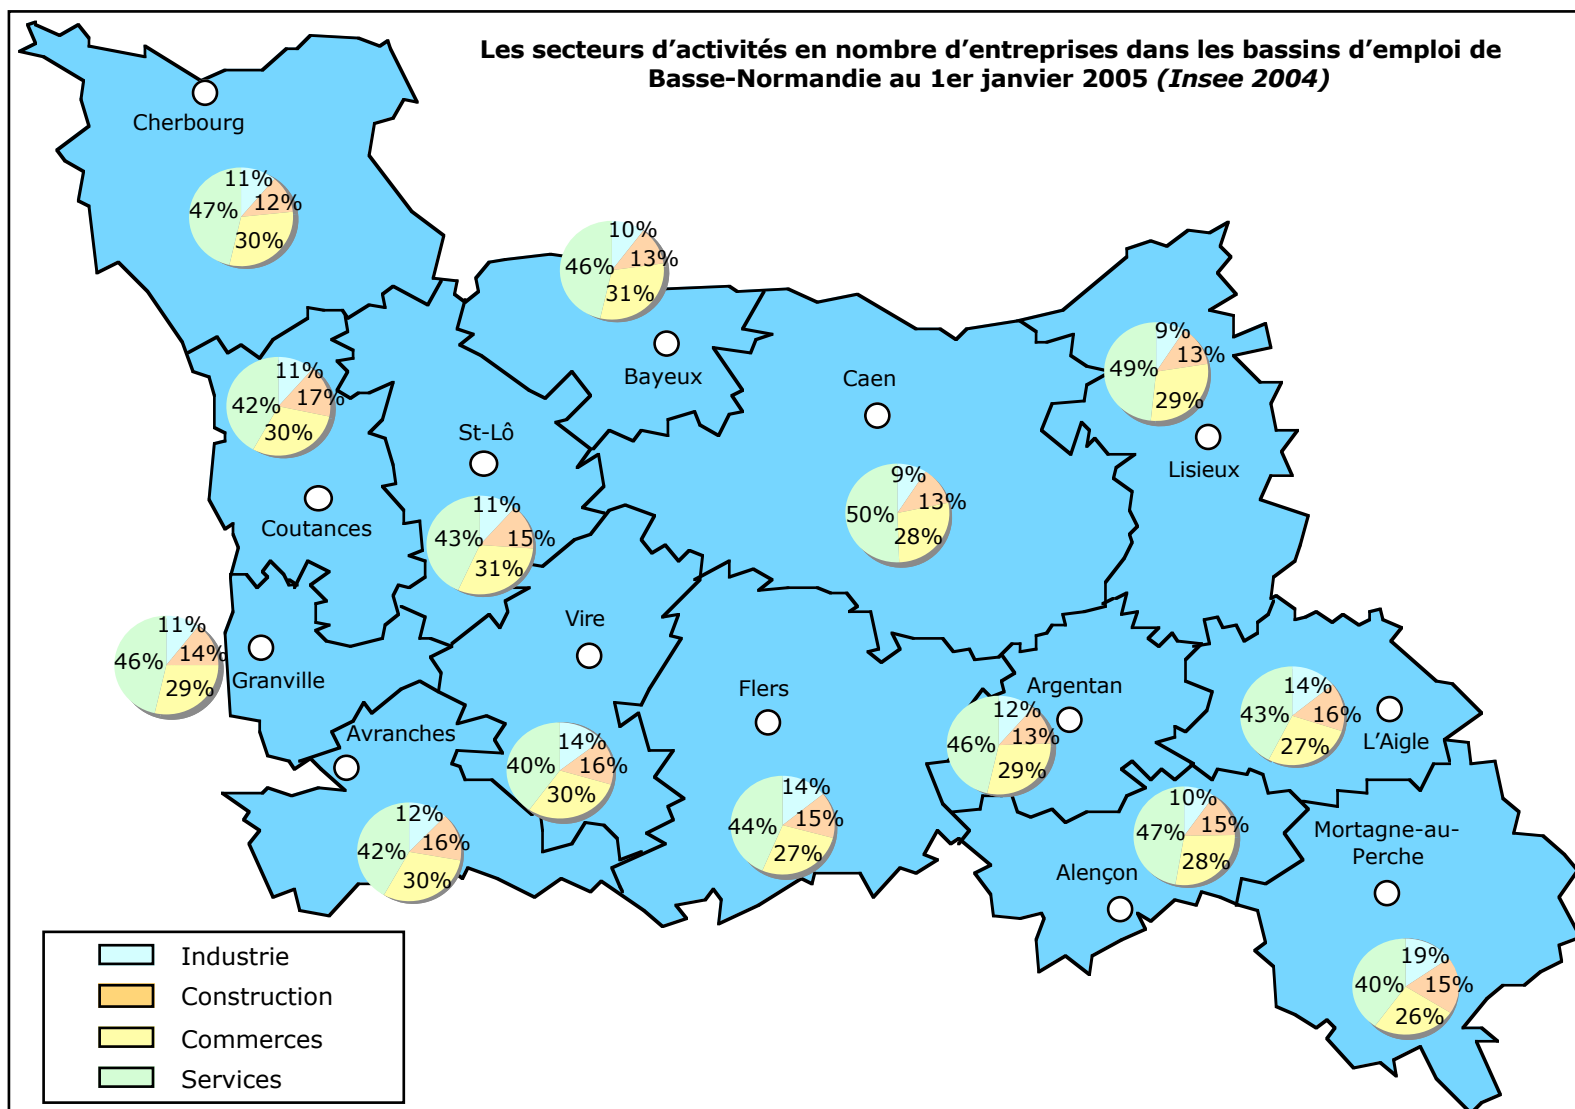 Les secteurs d’activités en nombre d’entreprises dans les bassins d’emploi de
Basse-Normandie au 1er janvier 2005 (Insee 2004)
Cherbourg
11%
12%
47%
30%
10%
13%
46%
31%
Bayeux
9%
13%
49%
29%
Lisieux
Caen
9%
13%
50%
28%
11%
17%
42%
30%
Coutances
St-Lô
11%
15%
43%
31%
11%
14%
46%
29%
Granville
Vire
14%
16%
40%
30%
Avranches
12%
16%
42%
30%
Flers
14%
15%
44%
27%
Argentan
12%
13%
46%
29%
14%
16%
43%
27%
L’Aigle
10%
15%
47%
28%
Alençon
Mortagne-au-
Perche
19%
15%
40%
26%
Industrie
Construction
Commerces
Services